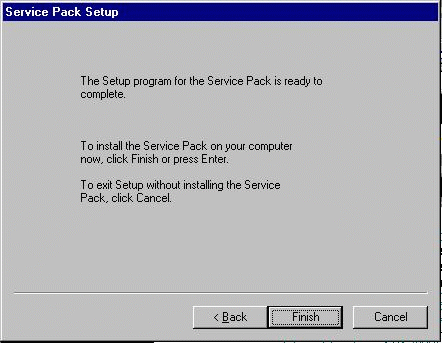 Service Pack Setup
The Setup program for the Service Pack is ready to
complete.
To install the Service Pack on your computer
now, click Finish or press Enter.
To exit Setup without installing the Service
Pack, click Cancel.
< Back
Finish
Cancel